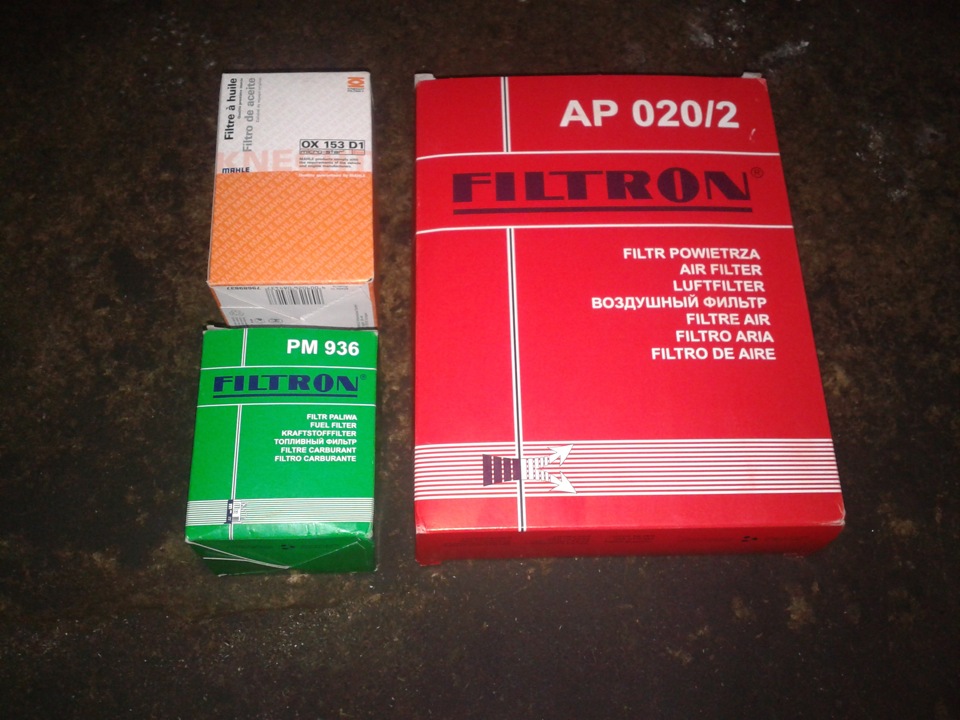 Filtre à huile
Filtro de aceite
OX 153 D1
KNE
MAHLE
PM 936
FILTRON®
FILTR PALIWA
FUEL FILTER
KRAFTSTOFFFILTER
ТОПЛИВНЫЙ ФИЛЬТР
FILTRE CARBURANT
FILTRO CARBURANTE
AP 020/2
FILTRON®
FILTR POWIETRZA
AIR FILTER
LUFTFILTER
ВОЗДУШНЫЙ ФИЛЬТР
FILTRE AIR
FILTRO ARIA
FILTRO DE AIRE